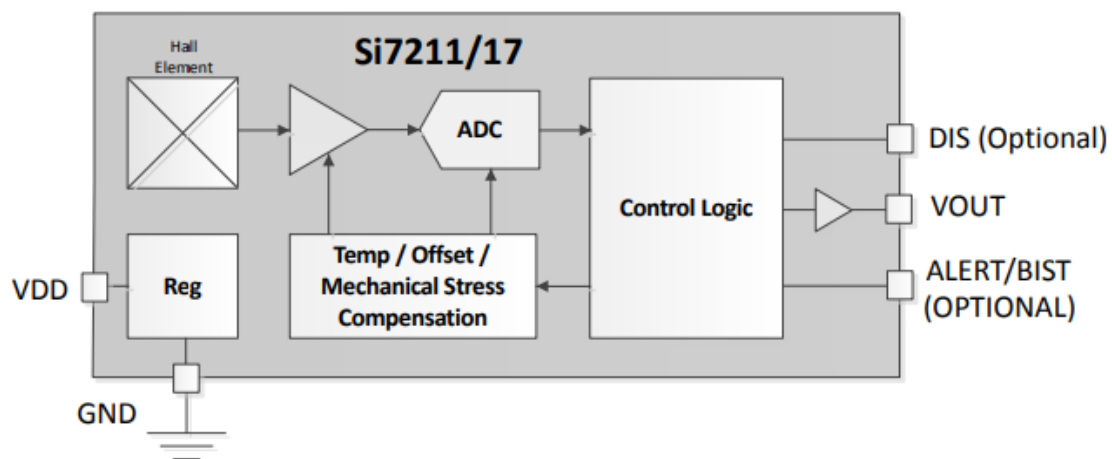 Si7211/17
Hall
Element
ADC
Control Logic
DIS (Optional)
VOUT
ALERT/BIST
(OPTIONAL)
Temp / Offset /
Mechanical Stress
Compensation
VDD
Reg
GND